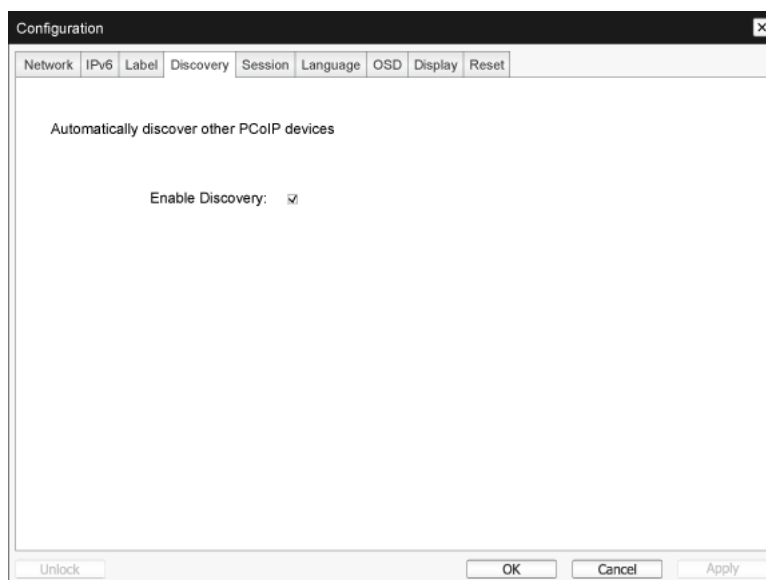 Configuration
Network IPv6 Label Discovery Session Language OSD Display Reset
Automatically discover other PCoIP devices
Enable Discovery:
Unlock OK Cancel Apply